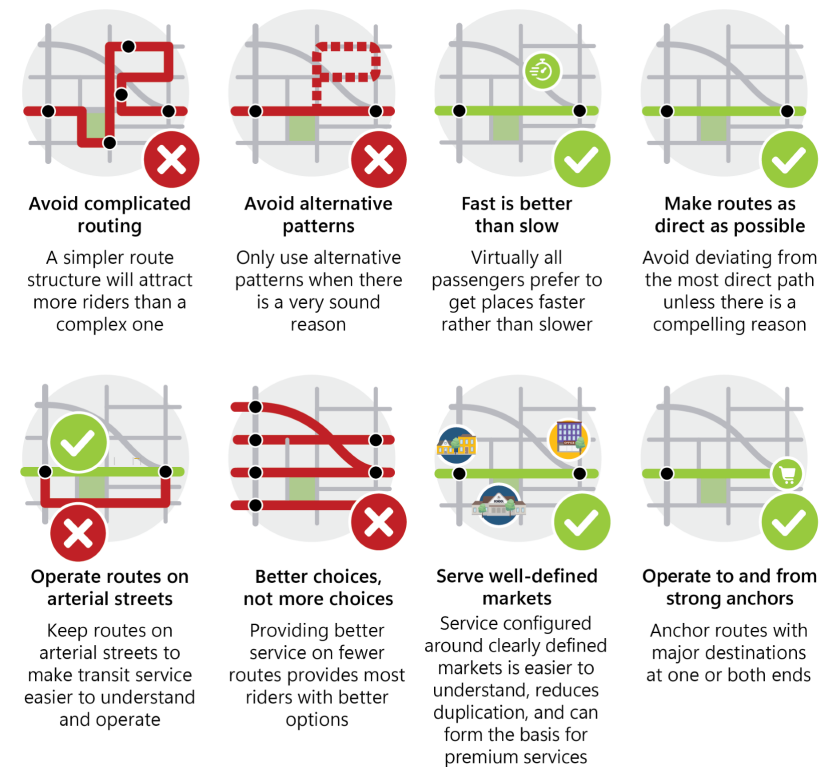 Avoid complicated
routing
A simpler route
structure will attract
more riders than a
complex one
Avoid alternative
patterns
Only use alternative
patterns when there
is a very sound
reason
Fast is better
than slow
Virtually all
passengers prefer to
get places faster
rather than slower
Make routes as
direct as possible
Avoid deviating from
the most direct path
unless there is a
compelling reason
Operate routes on
arterial streets
Keep routes on
arterial streets to
make transit service
easier to understand
and operate
Better choices,
not more choices
Providing better
service on fewer
routes provides most
riders with better
options
Serve well-defined
markets
Service configured
around clearly defined
markets is easier to
understand, reduces
duplication, and can
form the basis for
premium services
Operate to and from
strong anchors
Anchor routes with
major destinations
at one or both ends